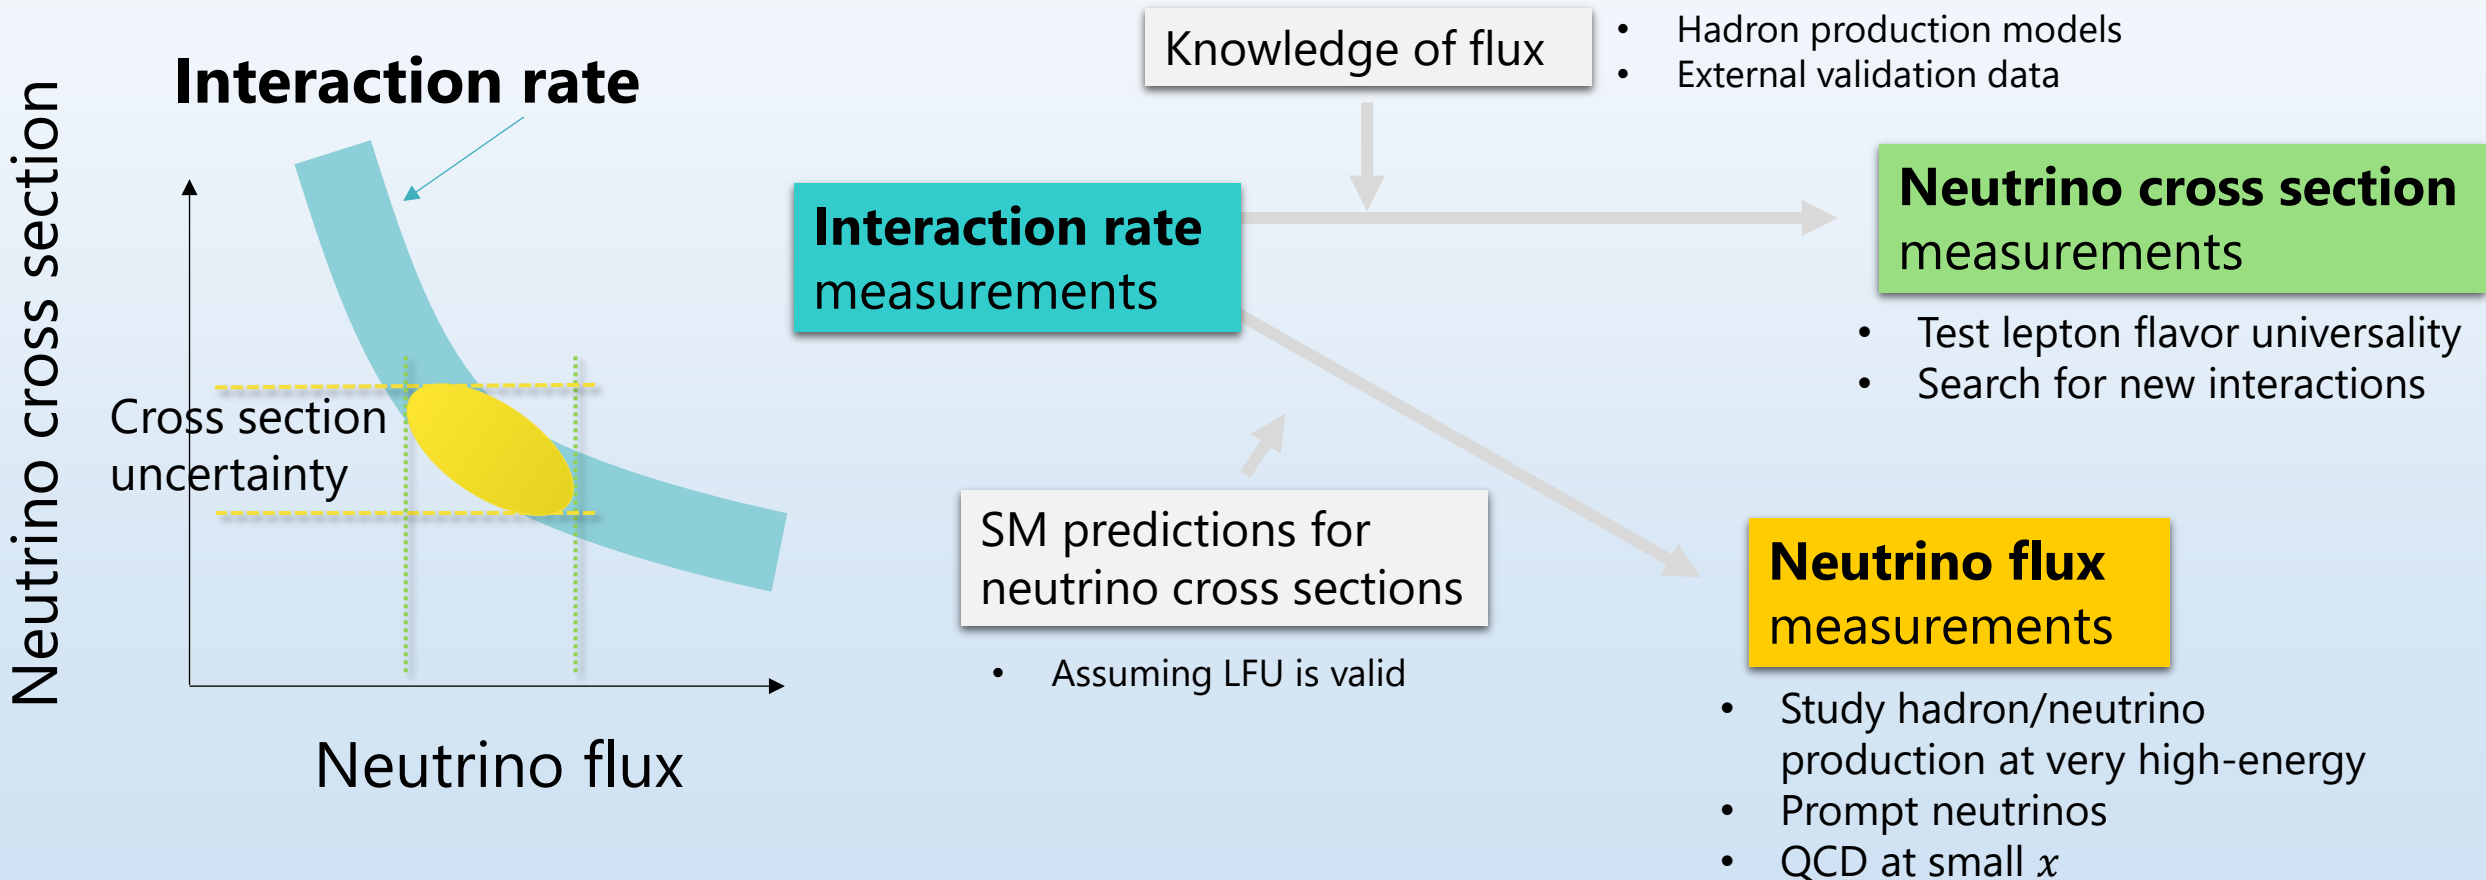 Neutrino cross section
Interaction rate
Cross section
uncertainty
Neutrino flux
Knowledge of flux
• Hadron production models
• External validation data
Interaction rate
measurements
Neutrino cross section
measurements
• Test lepton flavor universality
• Search for new interactions
SM predictions for
neutrino cross sections
• Assuming LFU is valid
Neutrino flux
measurements
• Study hadron/neutrino
production at very high-energy
• Prompt neutrinos
• QCD at small x